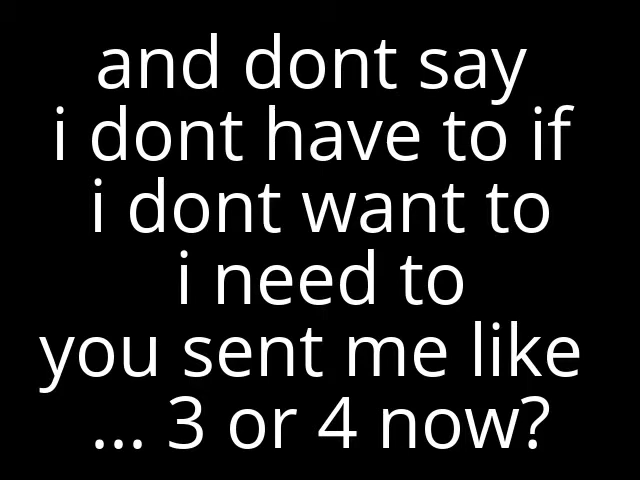 and dont say
i dont have to if
i dont want to
i need to
you sent me like
... 3 or 4 now?